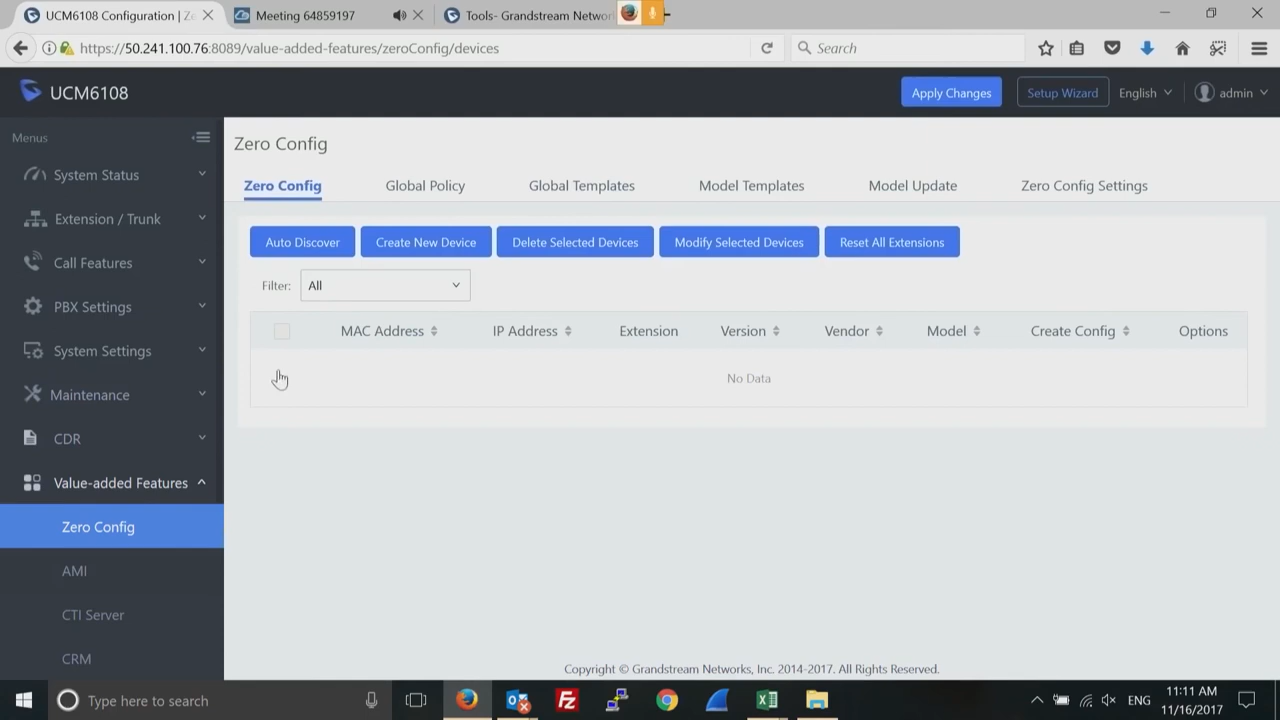 UCM6108 Configuration | Ze
Meeting 64859197
Tools- Grandstream Networ
https://50.241.100.76:8089/value-added-features/zeroConfig/devices
Search
UCM6108
Apply Changes
Setup Wizard
English
admin
Menus
System Status
Extension / Trunk
Call Features
PBX Settings
System Settings
Maintenance
CDR
Value-added Features
Zero Config
AMI
CTI Server
CRM
Zero Config
Zero Config Global Policy Global Templates Model Templates Model Update Zero Config Settings
Auto Discover Create New Device Delete Selected Devices Modify Selected Devices Reset All Extensions
Filter: All
MAC Address IP Address Extension Version Vendor Model Create Config Options
No Data
Copyright © Grandstream Networks, Inc. 2014-2017. All Rights Reserved.
Type here to search
ENG
11:11 AM
11/16/2017